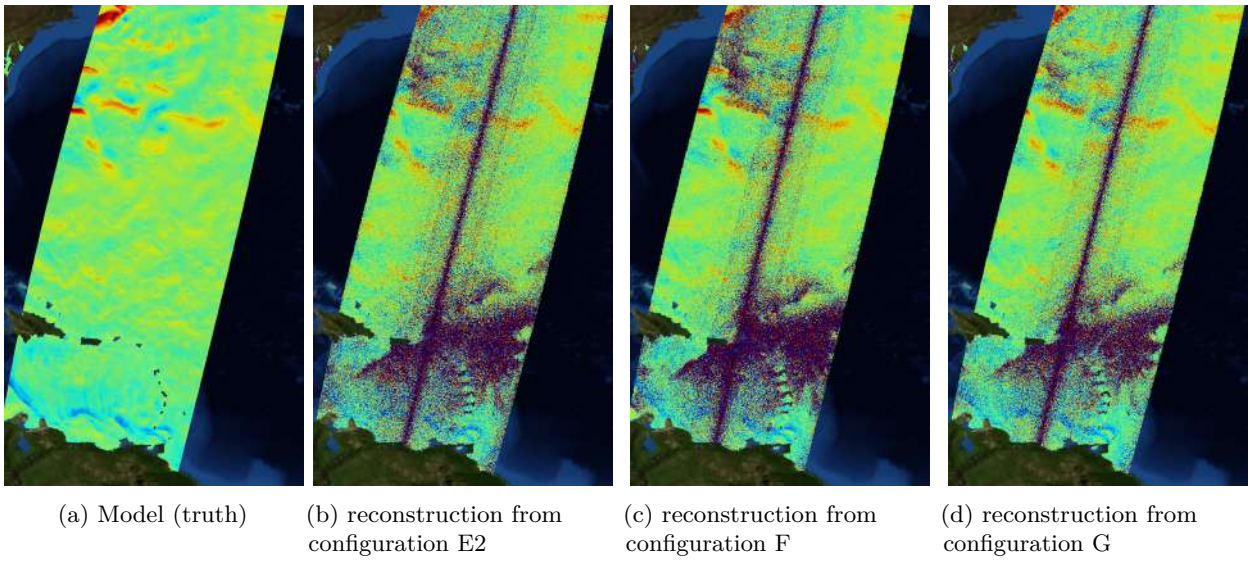 (a) Model (truth)
(b) reconstruction from
configuration E2
(c) reconstruction from
configuration F
(d) reconstruction from
configuration G